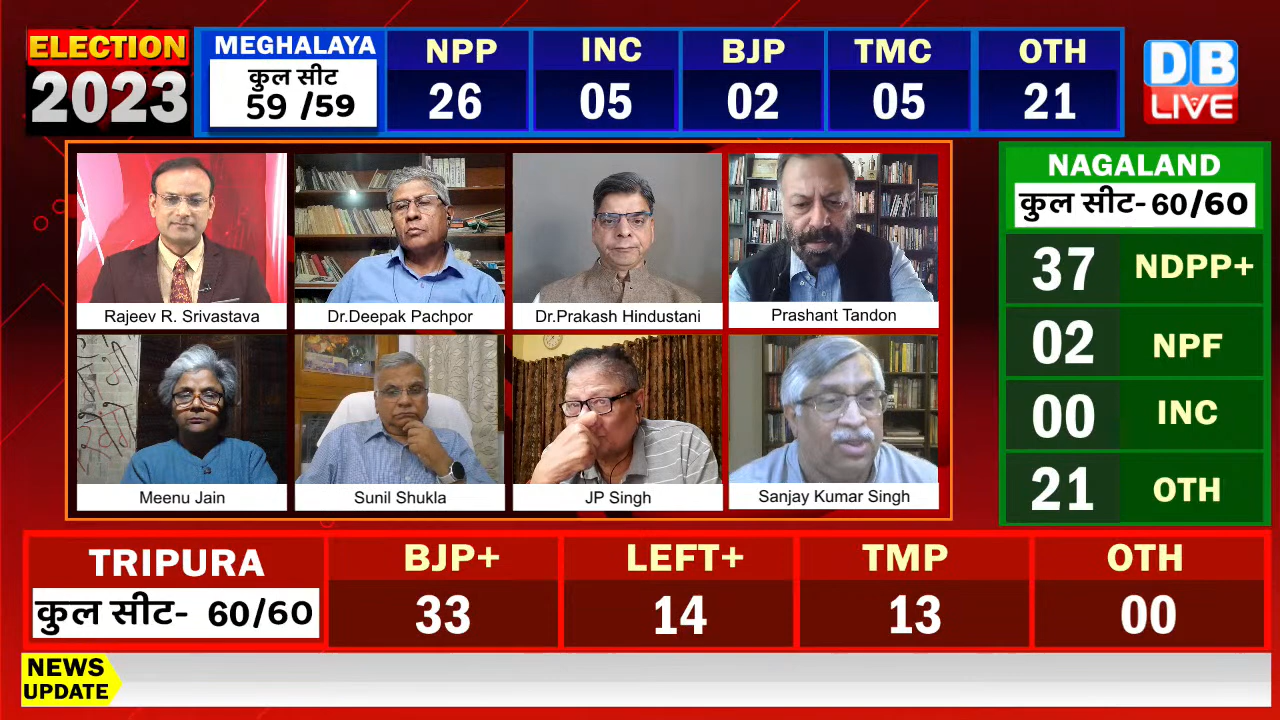 ELECTION
2023
MEGHALAYA
कुल सीट
59 /59
NPP
26
INC
05
BJP
02
TMC
05
OTH
21
DB
LIVE
Rajeev R. Srivastava
Dr.Deepak Pachpor
Dr.Prakash Hindustani
Prashant Tandon
Meenu Jain
Sunil Shukla
JP Singh
Sanjay Kumar Singh
NAGALAND
कुल सीट- 60/60
37 NDPP+
02 NPF
00 INC
21 OTH
TRIPURA
कुल सीट- 60/60
BJP+
33
LEFT+
14
TMP
13
OTH
00
NEWS
UPDATE